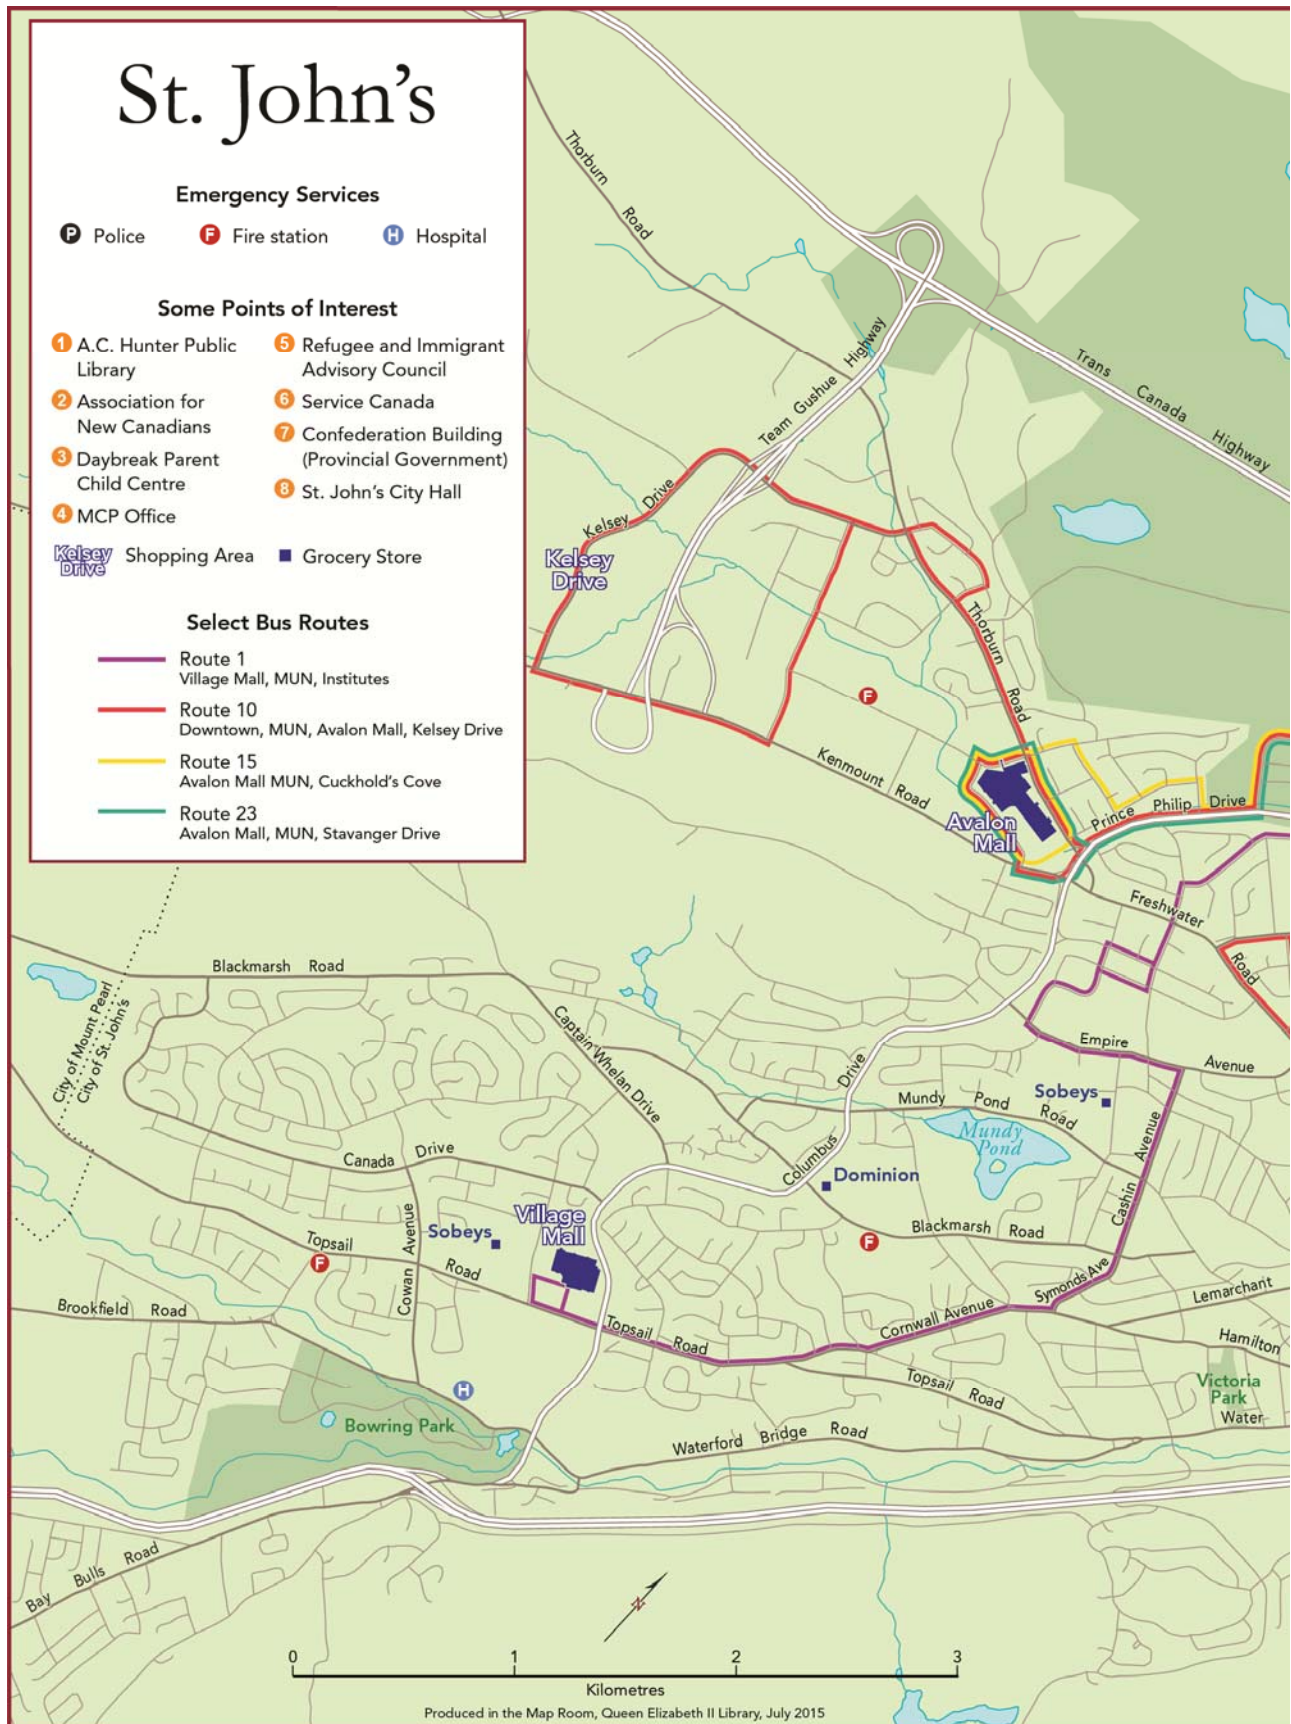 St. John's
Emergency Services
P Police
F Fire station
H Hospital
Some Points of Interest
1 A.C. Hunter Public
Library
2 Association for
New Canadians
3 Daybreak Parent
Child Centre
4 MCP Office
5 Refugee and Immigrant
Advisory Council
6 Service Canada
7 Confederation Building
(Provincial Government)
8 St. John's City Hall
Kelsey
Drive
Shopping Area
Grocery Store
Select Bus Routes
Route 1
Village Mall, MUN, Institutes
Route 10
Downtown, MUN, Avalon Mall, Kelsey Drive
Route 15
Avalon Mall MUN, Cuckhold's Cove
Route 23
Avalon Mall, MUN, Stavanger Drive
Thorburn Road
Team Gushue Highway
Trans Canada Highway
Kelsey Drive
Kelsey
Drive
Thorburn Road
F
Kenmount Road
Avalon
Mall
Prince Philip Drive
Freshwater Road
Blackmarsh Road
City of Mount Pearl
City of St. John's
Captain Whelan Drive
Columbus Drive
Empire Avenue
Mundy Pond Road
Sobeys
Mundy
Pond
Cashin Avenue
Canada Drive
Dominion
Village
Mall
Sobeys
Cowan Avenue
Blackmarsh Road
F
Topsail Road
F
Symonds Ave
Lemarchant
Brookfield Road
Topsail Road
Cornwall Avenue
Hamilton
Topsail Road
Victoria
Park
Water
H
Bowring Park
Waterford Bridge Road
Bay Bulls Road
N
0 1 2 3
Kilometres
Produced in the Map Room, Queen Elizabeth II Library, July 2015